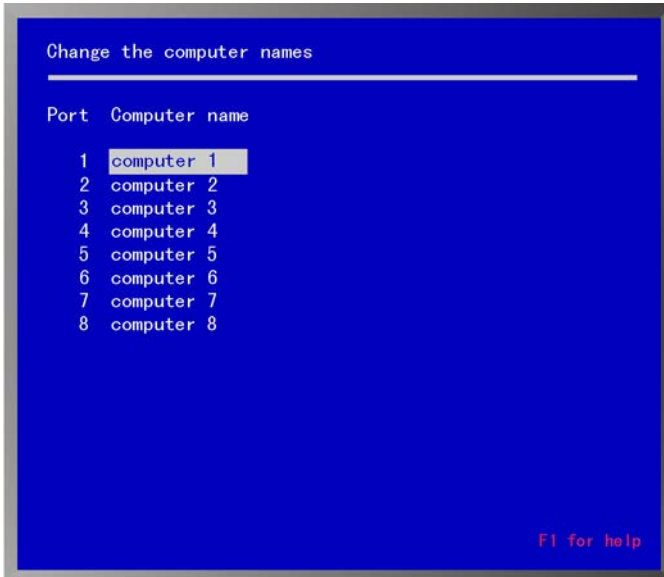 Change the computer names
Port Computer name
1 computer 1
2 computer 2
3 computer 3
4 computer 4
5 computer 5
6 computer 6
7 computer 7
8 computer 8
F1 for help